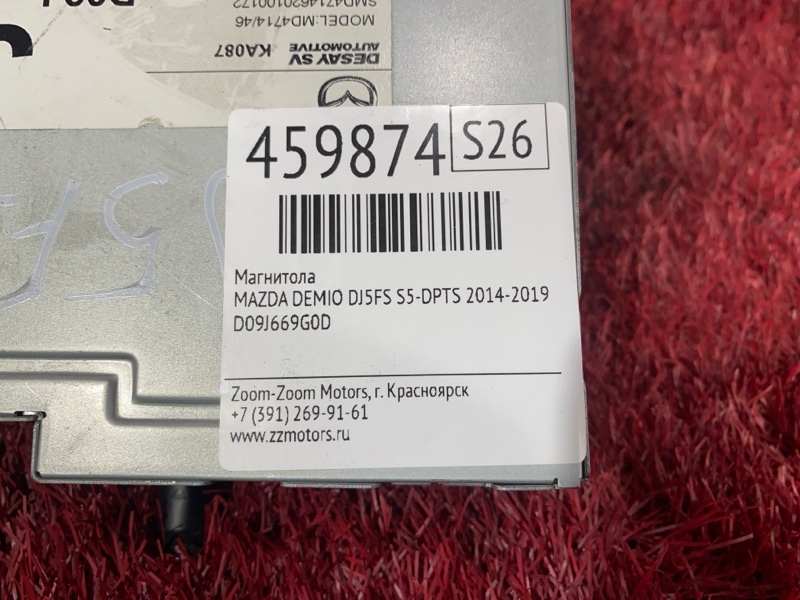 459874 S26
Магнитола
MAZDA DEMIO DJ5FS S5-DPTS 2014-2019
D09J669G0D
Zoom-Zoom Motors, г. Красноярск
+7 (391) 269-91-61
www.zzmotors.ru
DESAY SV
AUTOMOTIVE KA087
MODEL:MD4714/46
SMD4714620100172